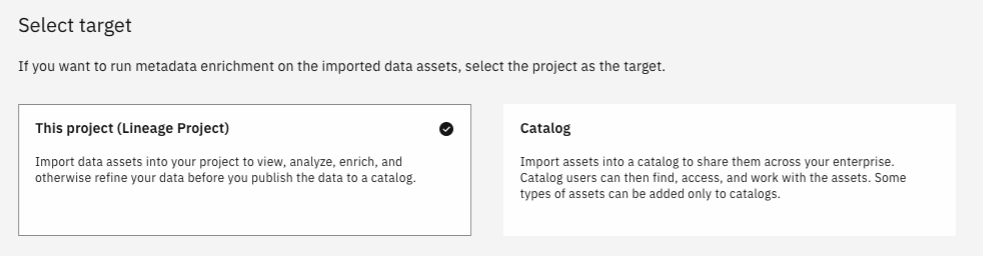 Select target
If you want to run metadata enrichment on the imported data assets, select the project as the target.
This project (Lineage Project)
Import data assets into your project to view, analyze, enrich, and
otherwise refine your data before you publish the data to a catalog.
Catalog
Import assets into a catalog to share them across your enterprise.
Catalog users can then find, access, and work with the assets. Some
types of assets can be added only to catalogs.